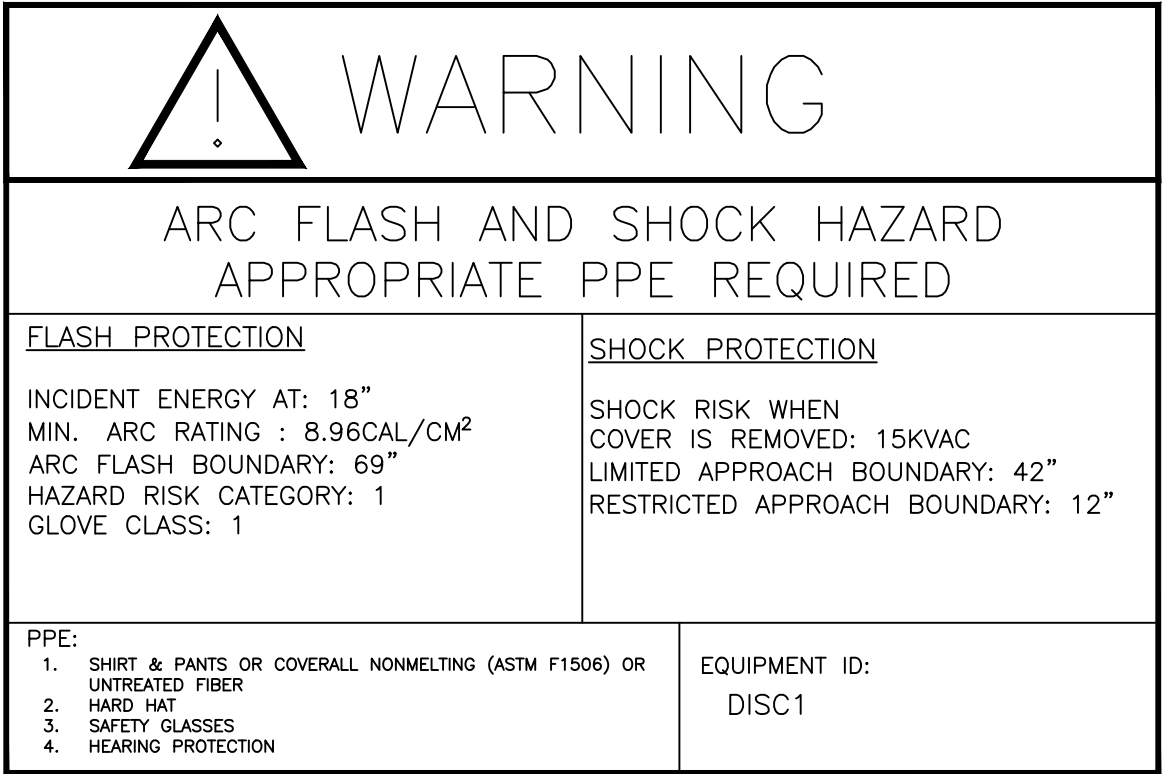 WARNING
ARC FLASH AND SHOCK HAZARD
APPROPRIATE PPE REQUIRED
FLASH PROTECTION
INCIDENT ENERGY AT: 18”
MIN. ARC RATING : 8.96CAL/CM²
ARC FLASH BOUNDARY: 69”
HAZARD RISK CATEGORY: 1
GLOVE CLASS: 1
SHOCK PROTECTION
SHOCK RISK WHEN
COVER IS REMOVED: 15KVAC
LIMITED APPROACH BOUNDARY: 42”
RESTRICTED APPROACH BOUNDARY: 12”
PPE:
1. SHIRT & PANTS OR COVERALL NONMELTING (ASTM F1506) OR
UNTREATED FIBER
2. HARD HAT
3. SAFETY GLASSES
4. HEARING PROTECTION
EQUIPMENT ID:
DISC1